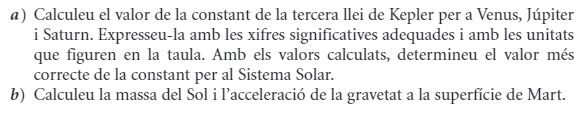 a) Calculeu el valor de la constant de la tercera llei de Kepler per a Venus, Júpiter
i Saturn. Expresseu-la amb les xifres significatives adequades i amb les unitats
que figuren en la taula. Amb els valors calculats, determineu el valor més
correcte de la constant per al Sistema Solar.
b) Calculeu la massa del Sol i l’acceleració de la gravetat a la superfície de Mart.